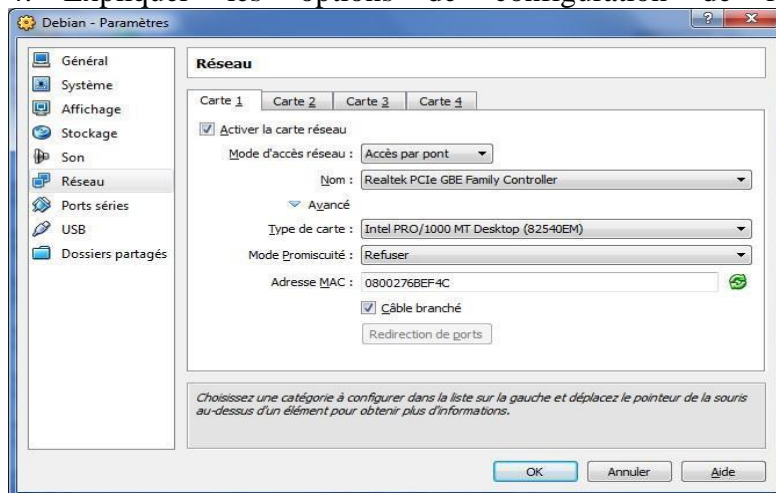 Expliquer les options de configuration de
Debian - Paramètres
Général
Système
Affichage
Stockage
Son
Réseau
Ports séries
USB
Dossiers partagés
Réseau
Carte 1 Carte 2 Carte 3 Carte 4
Activer la carte réseau
Mode d'accès réseau : Accès par pont
Nom : Realtek PCIe GBE Family Controller
Avancé
Type de carte : Intel PRO/1000 MT Desktop (82540EM)
Mode Promiscuité : Refuser
Adresse MAC : 0800276BEF4C
Câble branché
Redirection de ports
Choisissez une catégorie à configurer dans la liste sur la gauche et déplacez le pointeur de la souris
au-dessus d'un élément pour obtenir plus d'informations.
OK Annuler Aide